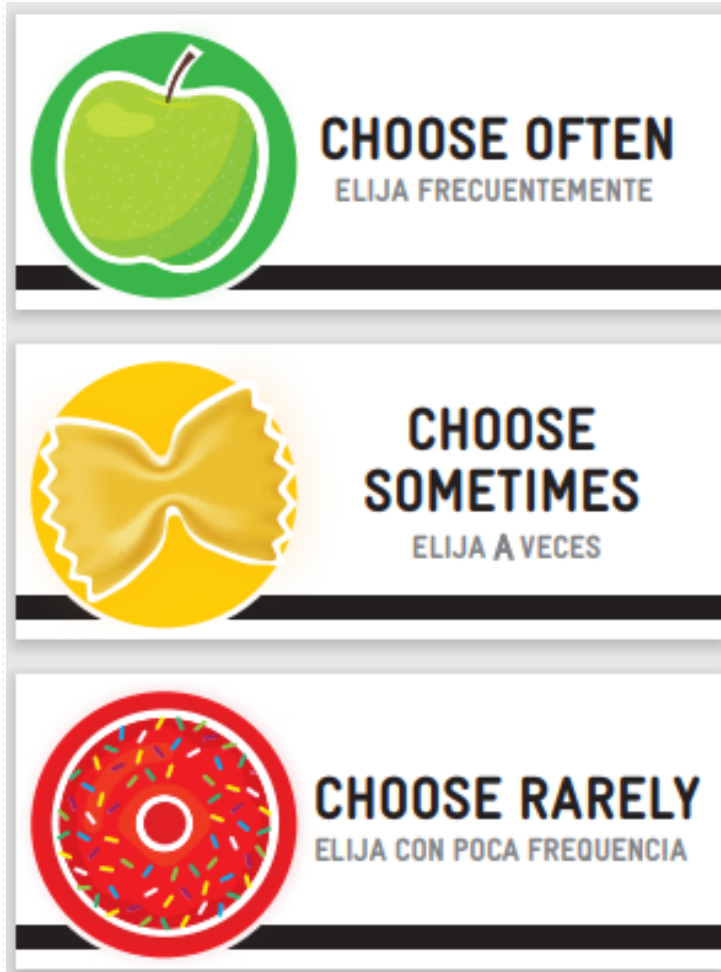 CHOOSE OFTEN
ELIJA FRECUENTEMENTE
CHOOSE
SOMETIMES
ELIJA A VECES
CHOOSE RARELY
ELIJA CON POCA FREQUENCIA